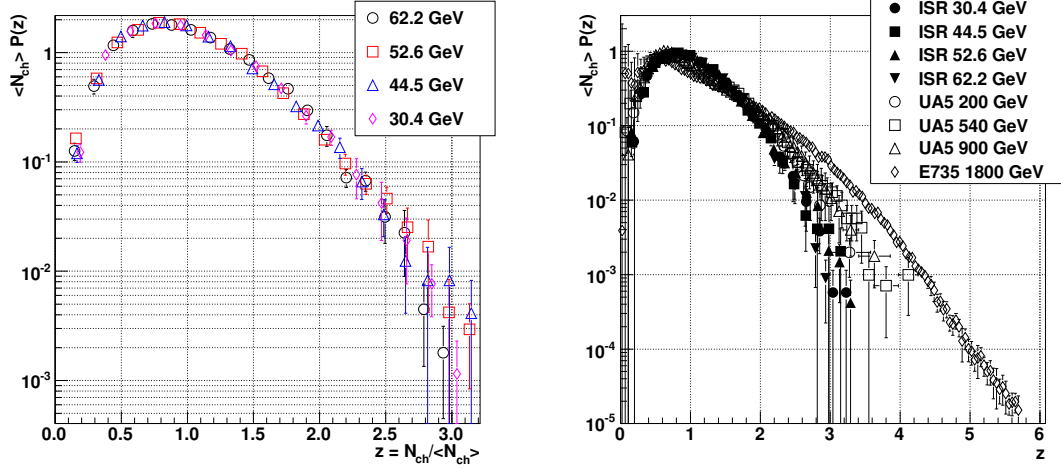 <N_ch> P(z)
1
10^-1
10^-2
10^-3
0.0 0.5 1.0 1.5 2.0 2.5 3.0
z = N_ch/<N_ch>
62.2 GeV
52.6 GeV
44.5 GeV
30.4 GeV
<N_ch> P(z)
10
1
10^-1
10^-2
10^-3
10^-4
10^-5
0 1 2 3 4 5 6
z
ISR 30.4 GeV
ISR 44.5 GeV
ISR 52.6 GeV
ISR 62.2 GeV
UA5 200 GeV
UA5 540 GeV
UA5 900 GeV
E735 1800 GeV